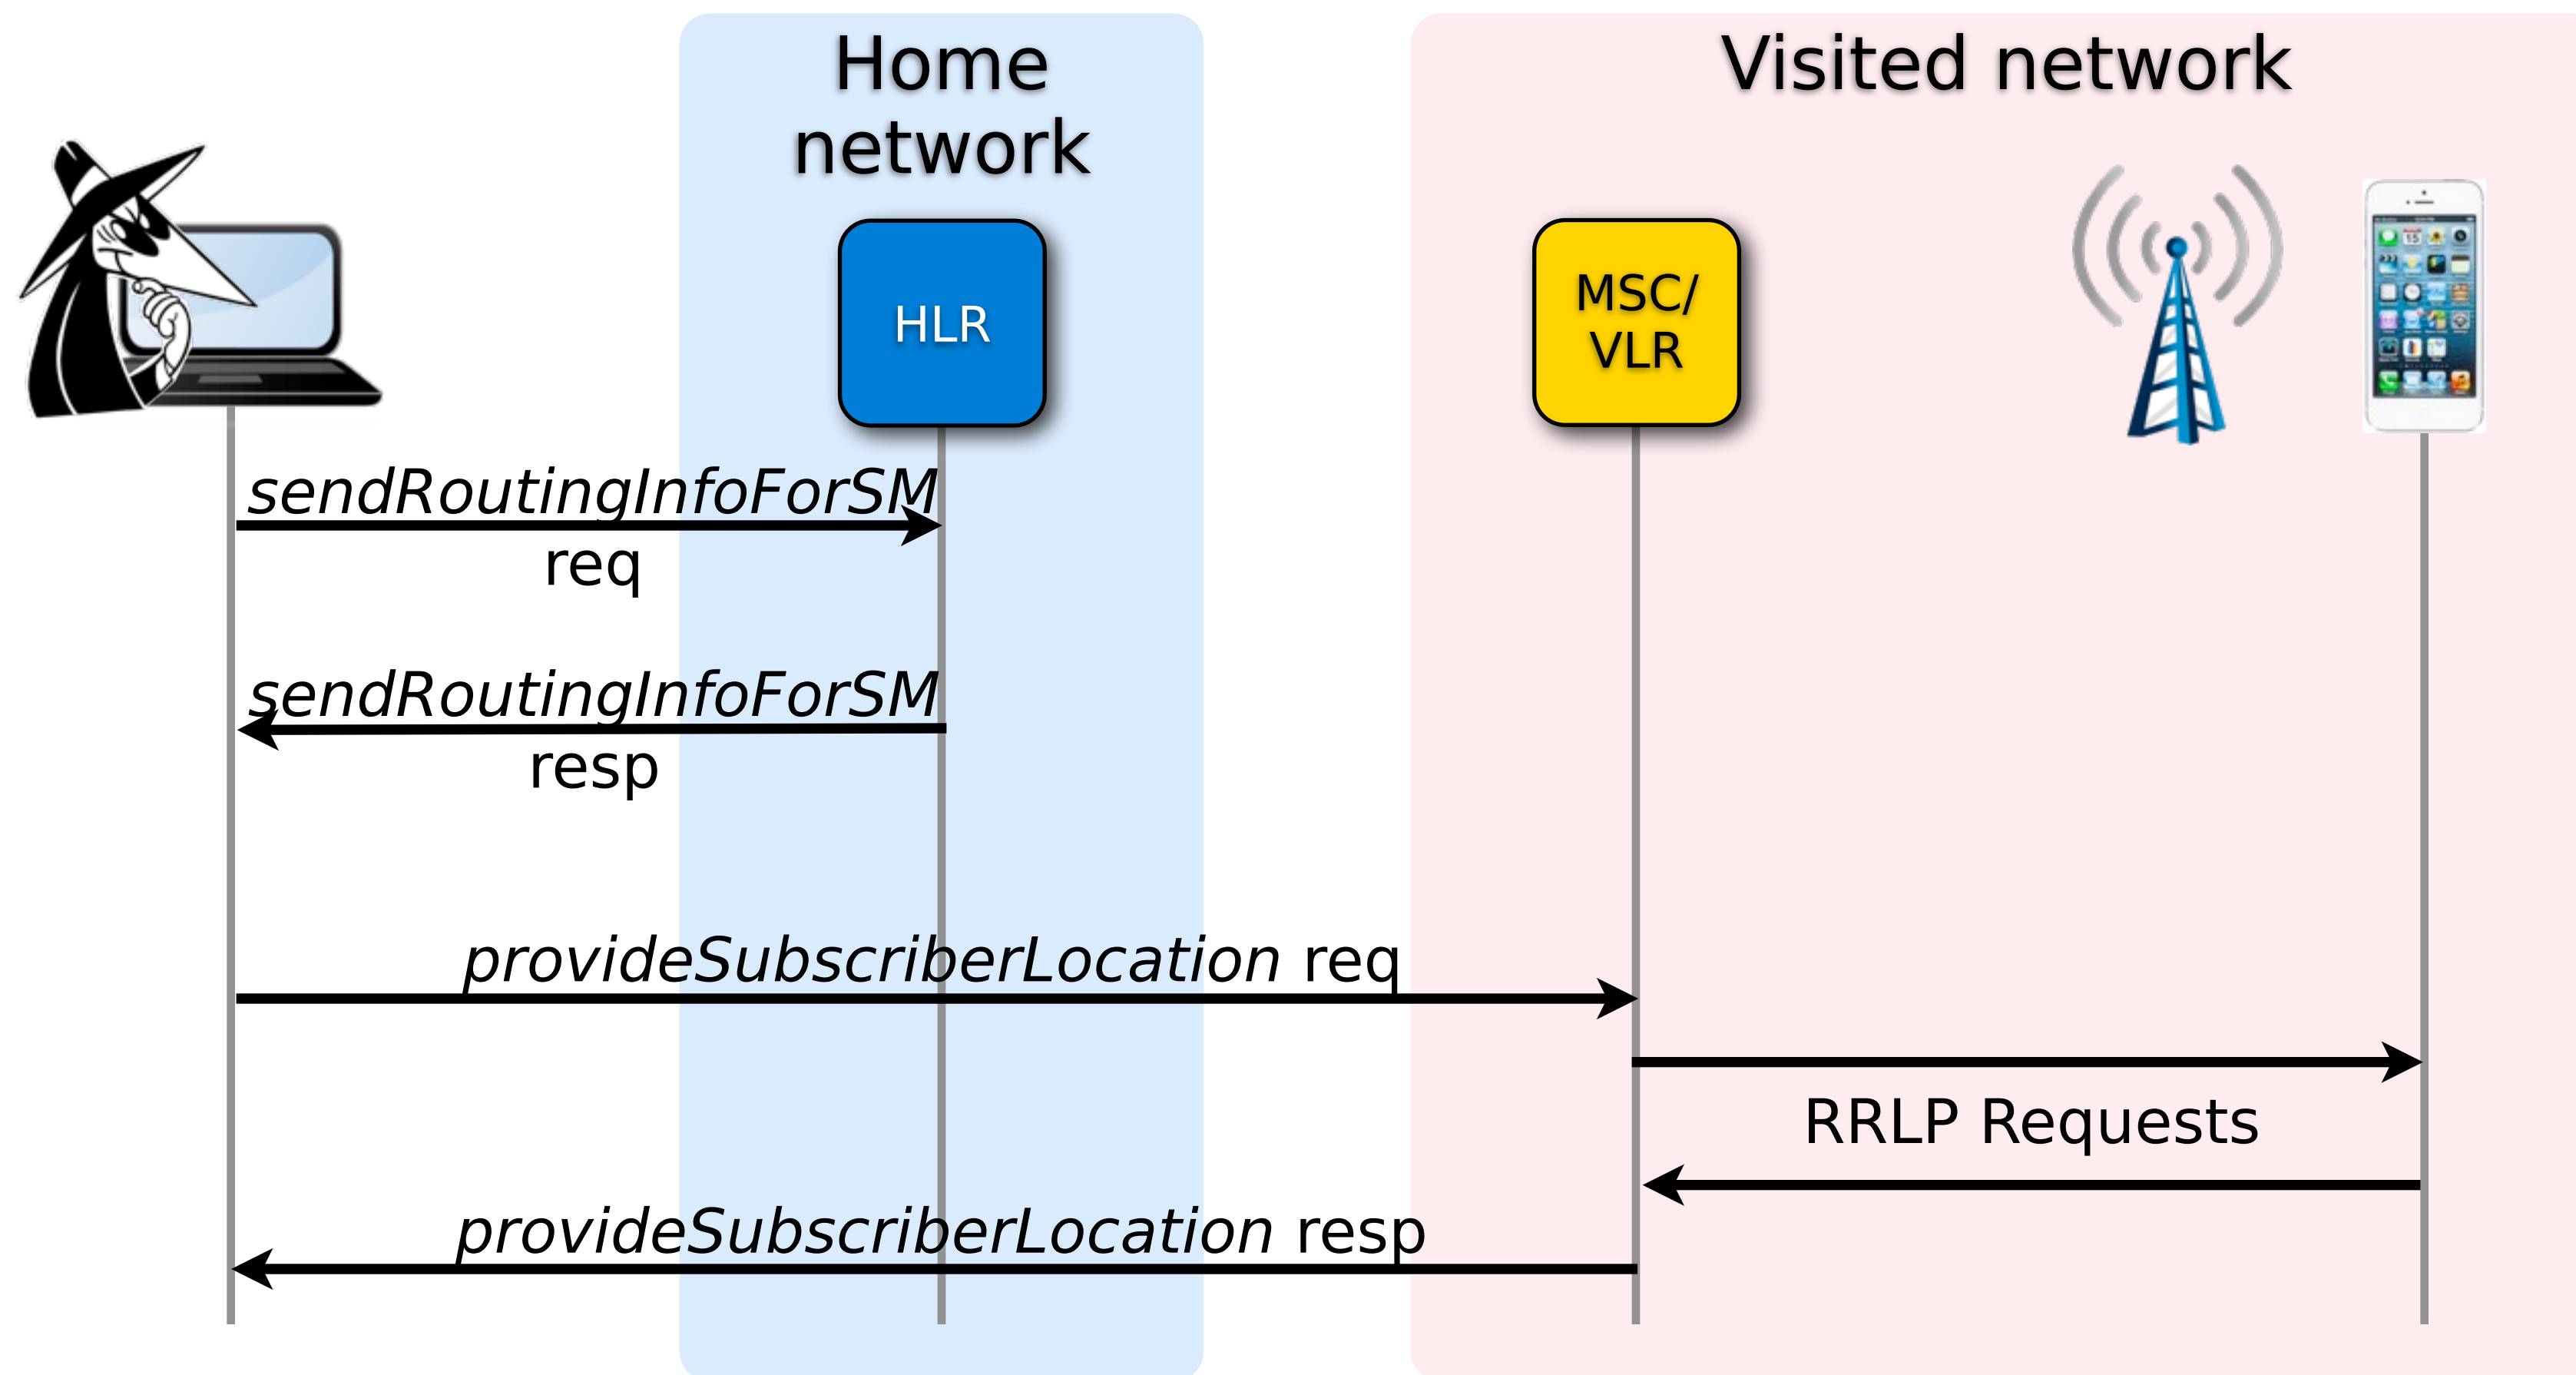 Home
network
Visited network
HLR
MSC/
VLR
sendRoutingInfoForSM
req
sendRoutingInfoForSM
resp
provideSubscriberLocation req
RRLP Requests
provideSubscriberLocation resp